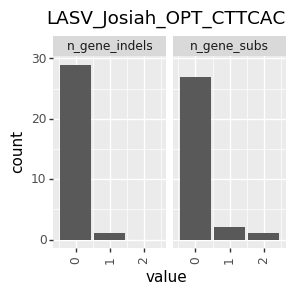 LASV_Josiah_OPT_CTTCAC
n_gene_indels n_gene_subs
count
30
20
10
0
0 1 2 0 1 2
value